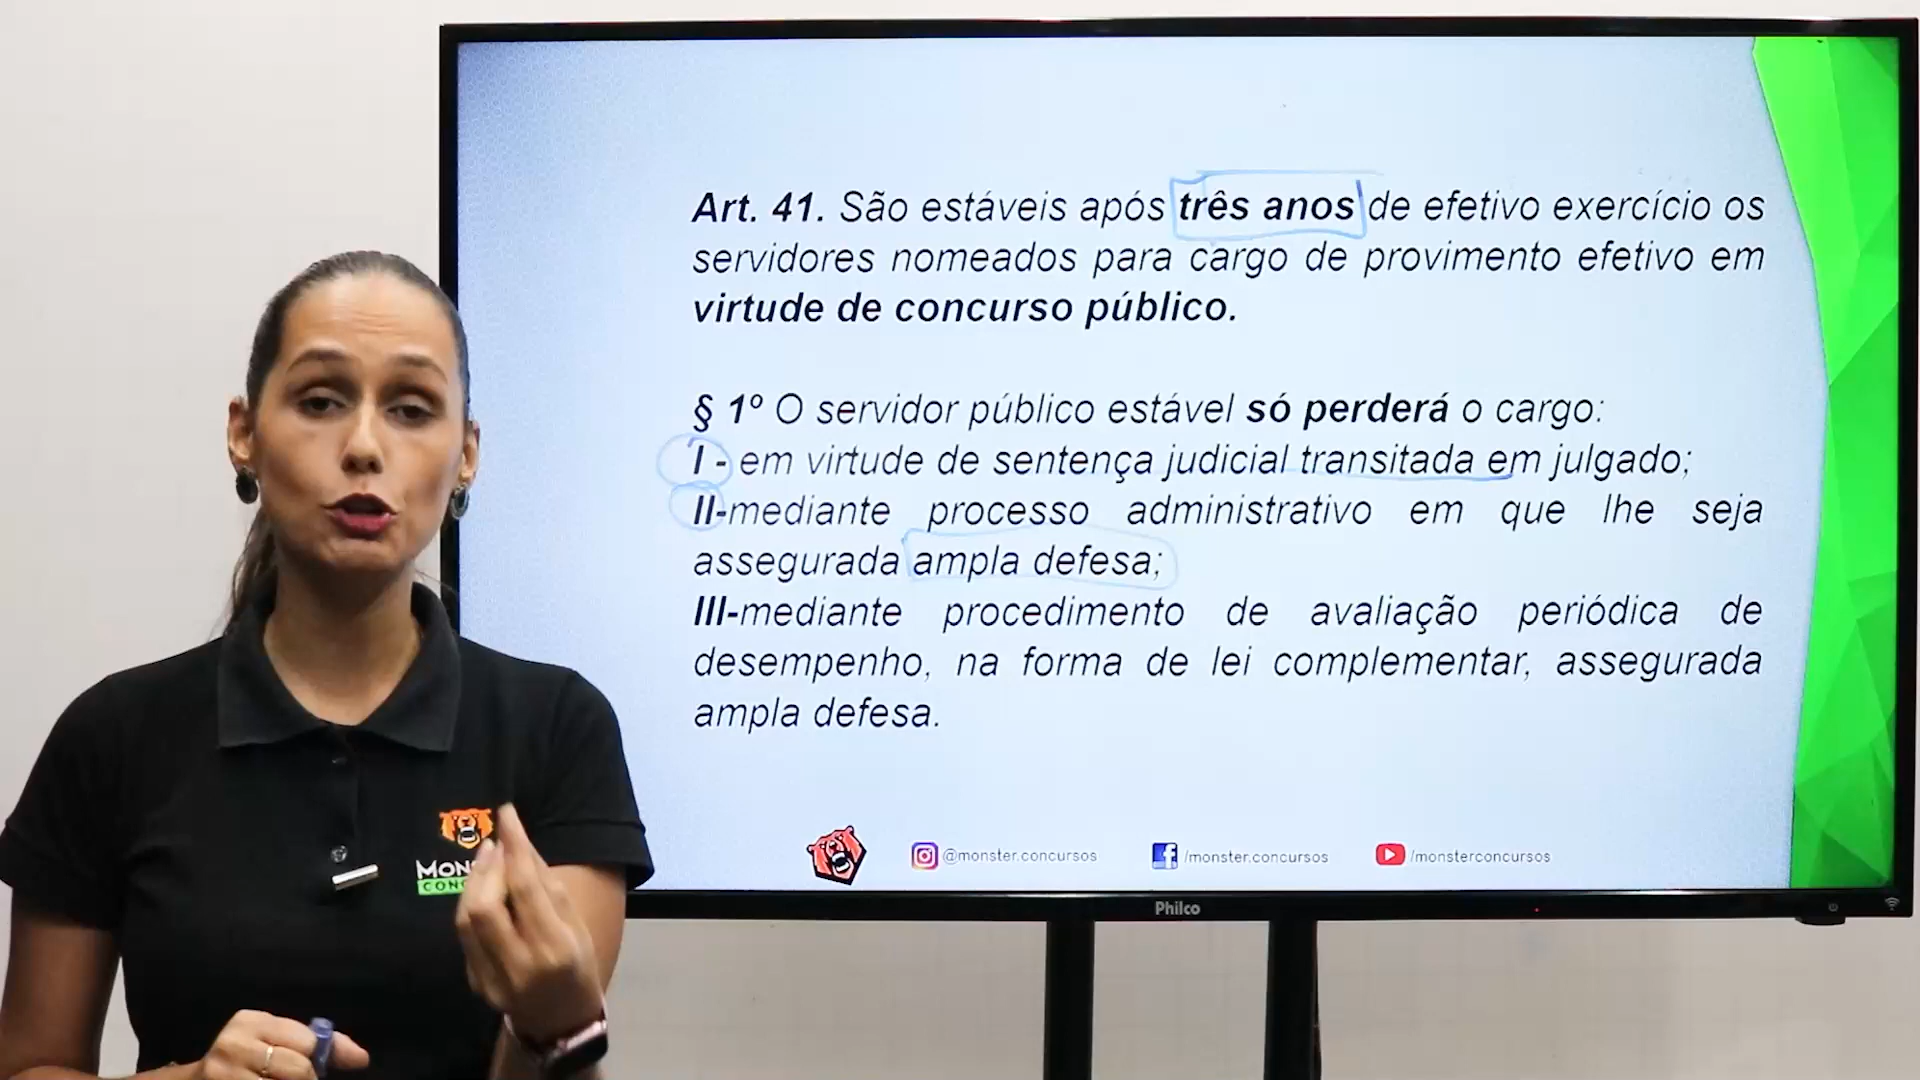 Art. 41. São estáveis após três anos de efetivo exercício os
servidores nomeados para cargo de provimento efetivo em
virtude de concurso público.
§ 1º O servidor público estável só perderá o cargo:
I - em virtude de sentença judicial transitada em julgado;
II-mediante processo administrativo em que lhe seja
assegurada ampla defesa;
III-mediante procedimento de avaliação periódica de
desempenho, na forma de lei complementar, assegurada
ampla defesa.
@monster.concursos
/monster.concursos
/monsterconcursos
Philco